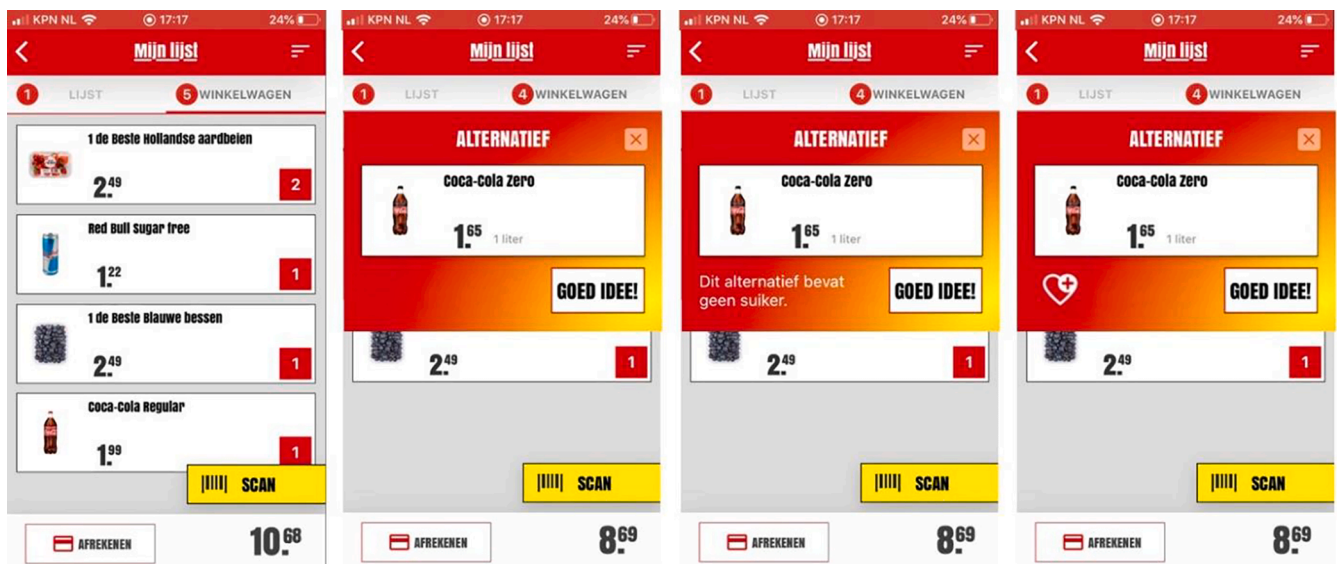 KPN NL 17:17 24%
Mijn lijst
1 LIJST 5 WINKELWAGEN
1 de Beste Hollandse aardbeien
2.49 2
Red Bull Sugar free
1.22 1
1 de Beste Blauwe bessen
2.49 1
Coca-Cola Regular
1.99 1
SCAN
AFREKENEN 10.68
KPN NL 17:17 24%
Mijn lijst
1 LIJST 4 WINKELWAGEN
ALTERNATIEF
Coca-Cola Zero
1.65 1 liter
GOED IDEE!
2.49 1
SCAN
AFREKENEN 8.69
KPN NL 17:17 24%
Mijn lijst
1 LIJST 4 WINKELWAGEN
ALTERNATIEF
Coca-Cola Zero
1.65 1 liter
Dit alternatief bevat
geen suiker.
GOED IDEE!
2.49 1
SCAN
AFREKENEN 8.69
KPN NL 17:17 24%
Mijn lijst
1 LIJST 4 WINKELWAGEN
ALTERNATIEF
Coca-Cola Zero
1.65 1 liter
GOED IDEE!
2.49 1
SCAN
AFREKENEN 8.69